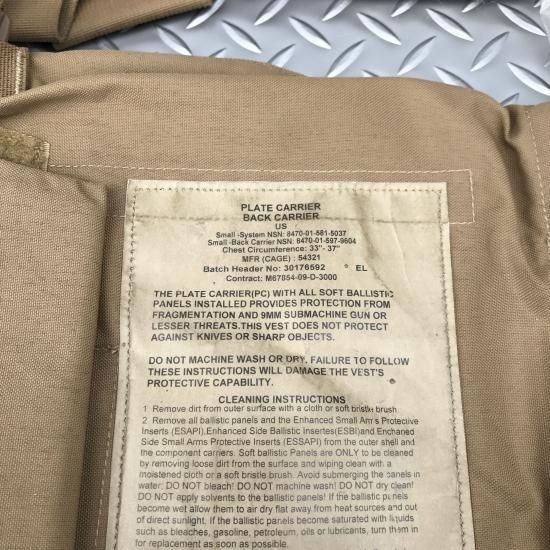 PLATE CARRIER
BACK CARRIER
US
Small -System NSN: 8470-01-581-5037
Small -Back Carrier NSN: 8470-01-597-9604
Chest Circumference: 33"- 37"
MFR (CAGE) : 54321
Batch Header No: 30176592 ° EL
Contract: M67854-09-D-3000
THE PLATE CARRIER(PC) WITH ALL SOFT BALLISTIC
PANELS INSTALLED PROVIDES PROTECTION FROM
FRAGMENTATION AND 9MM SUBMACHINE GUN OR
LESSER THREATS.THIS VEST DOES NOT PROTECT
AGAINST KNIVES OR SHARP OBJECTS.
DO NOT MACHINE WASH OR DRY. FAILURE TO FOLLOW
THESE INSTRUCTIONS WILL DAMAGE THE VEST'S
PROTECTIVE CAPABILITY.
CLEANING INSTRUCTIONS
1 Remove dirt from outer surface with a cloth or soft bristle brush
2 Remove all ballistic panels and the Enhanced Small Arms Protective
Inserts (ESAPI),Enhanced Side Ballistic Insertes(ESBI)and Enchaned
Side Small Arms Protective Inserts (ESSAPI) from the outer shell and
the component carriers. Soft ballistic Panels are ONLY to be cleaned
by removing loose dirt from the surface and wiping clean with a
moistened cloth or a soft bristle brush. Avoid submerging the panels in
water: DO NOT bleach! DO NOT machine wash! DO NOT dry clean!
DO NOT apply solvents to the ballistic panels! If the ballistic panels
become wet allow them to air dry flat away from heat sources and out
of direct sunlight. If the ballistic panels become saturated with liquids
such as bleaches, gasoline, petroleum, oils or lubricants, turn them in
for replacement as soon as possible.